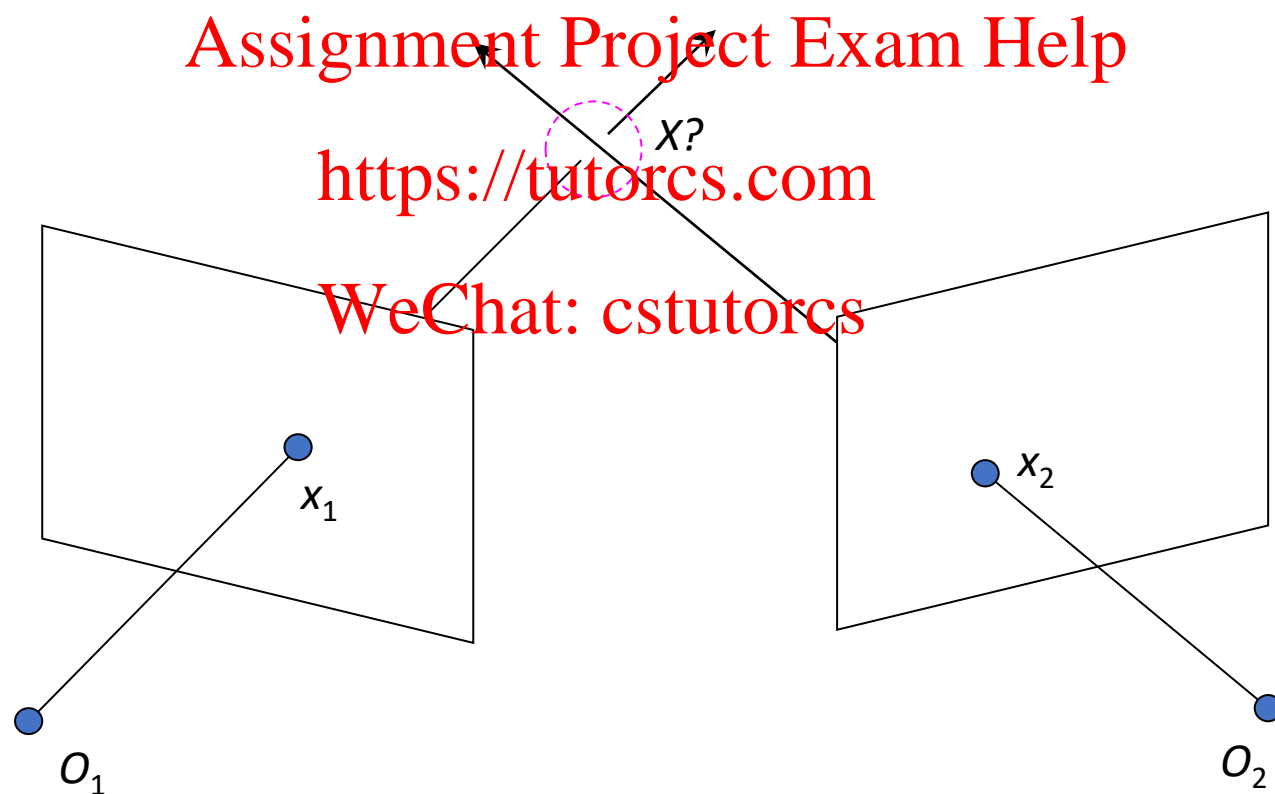 Assignment Project Exam Help
X?
https://tutorcs.com
WeChat: cstutorcs
x₁
x₂
O₁
O₂